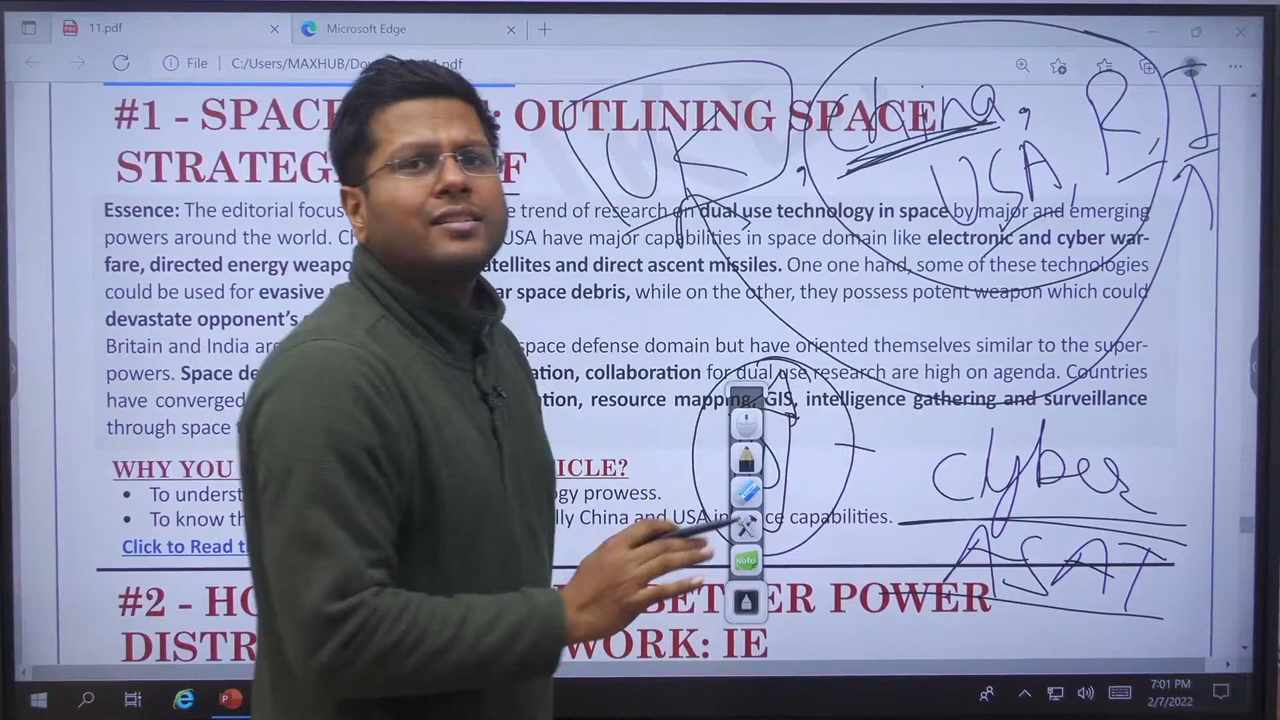 11.pdf
Microsoft Edge
File C:/Users/MAXHUB/Dow 11.pdf
#1 - SPACE : OUTLINING SPACE
STRATEG F
UK, China, USA, R, I
Essence: The editorial focus e trend of research on dual use technology in space by major and emerging
powers around the world. Ch USA have major capabilities in space domain like electronic and cyber war-
fare, directed energy weapo atellites and direct ascent missiles. One one hand, some of these technologies
could be used for evasive ar space debris, while on the other, they possess potent weapon which could
devastate opponent's
Britain and India are space defense domain but have oriented themselves similar to the super-
powers. Space de ation, collaboration for dual use research are high on agenda. Countries
have converged ation, resource mapping, GIS, intelligence gathering and surveillance
through space
Cyber
WHY YOU ICLE?
• To underst ogy prowess.
• To know th lly China and USA in ce capabilities.
ASAT
Click to Read th
Note
#2 - HO BETTER POWER
DISTR WORK: IE
7:01 PM
2/7/2022